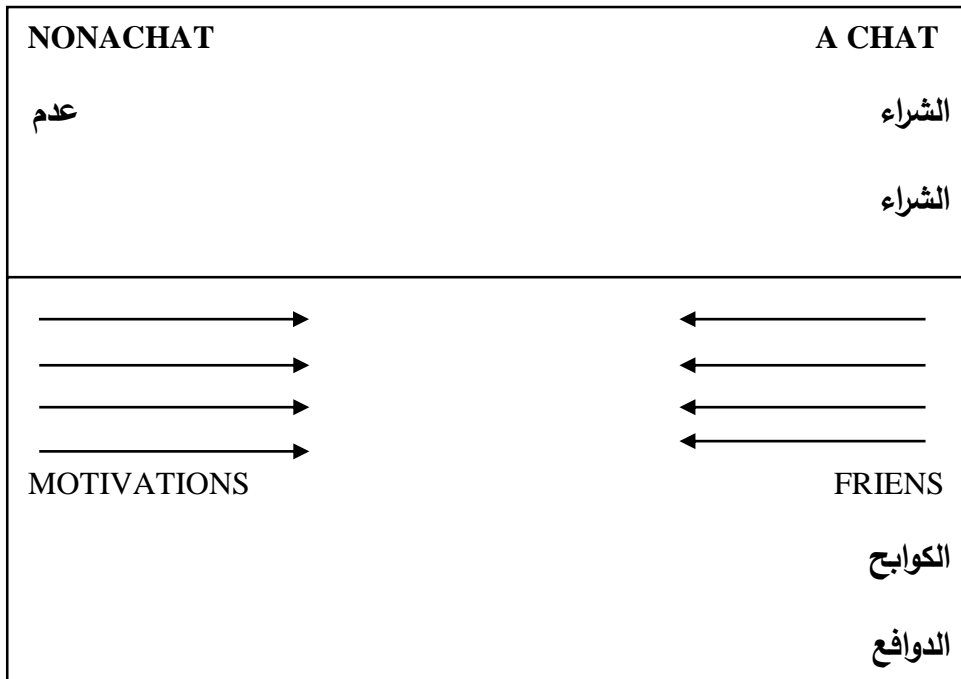 NONACHAT A CHAT
الشراء عدم
الشراء
MOTIVATIONS FRIENS
الكوابح
الدوافع